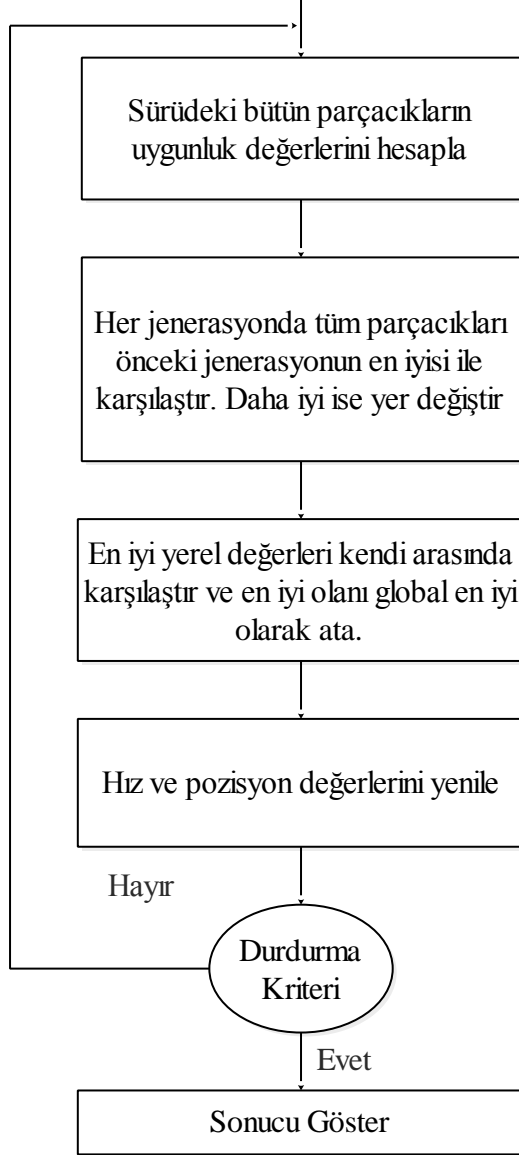 Sürüdeki bütün parçacıkların
uygunluk değerlerini hesapla
Her jenerasyonda tüm parçacıkları
önceki jenerasyonun en iyisi ile
karşılaştır. Daha iyi ise yer değiştir
En iyi yerel değerleri kendi arasında
karşılaştır ve en iyi olanı global en iyi
olarak ata.
Hız ve pozisyon değerlerini yenile
Hayır
Durdurma
Kriteri
Evet
Sonucu Göster